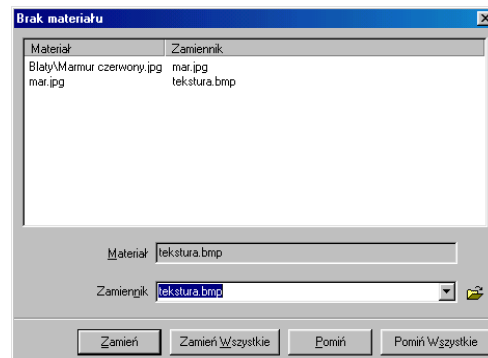 Brak materiału
Materiał Zamiennik
Blaty\Marmur czerwony.jpg mar.jpg
mar.jpg tekstura.bmp
Materiał tekstura.bmp
Zamiennik tekstura.bmp
Zamień Zamień Wszystkie Pomiń Pomiń Wszystkie